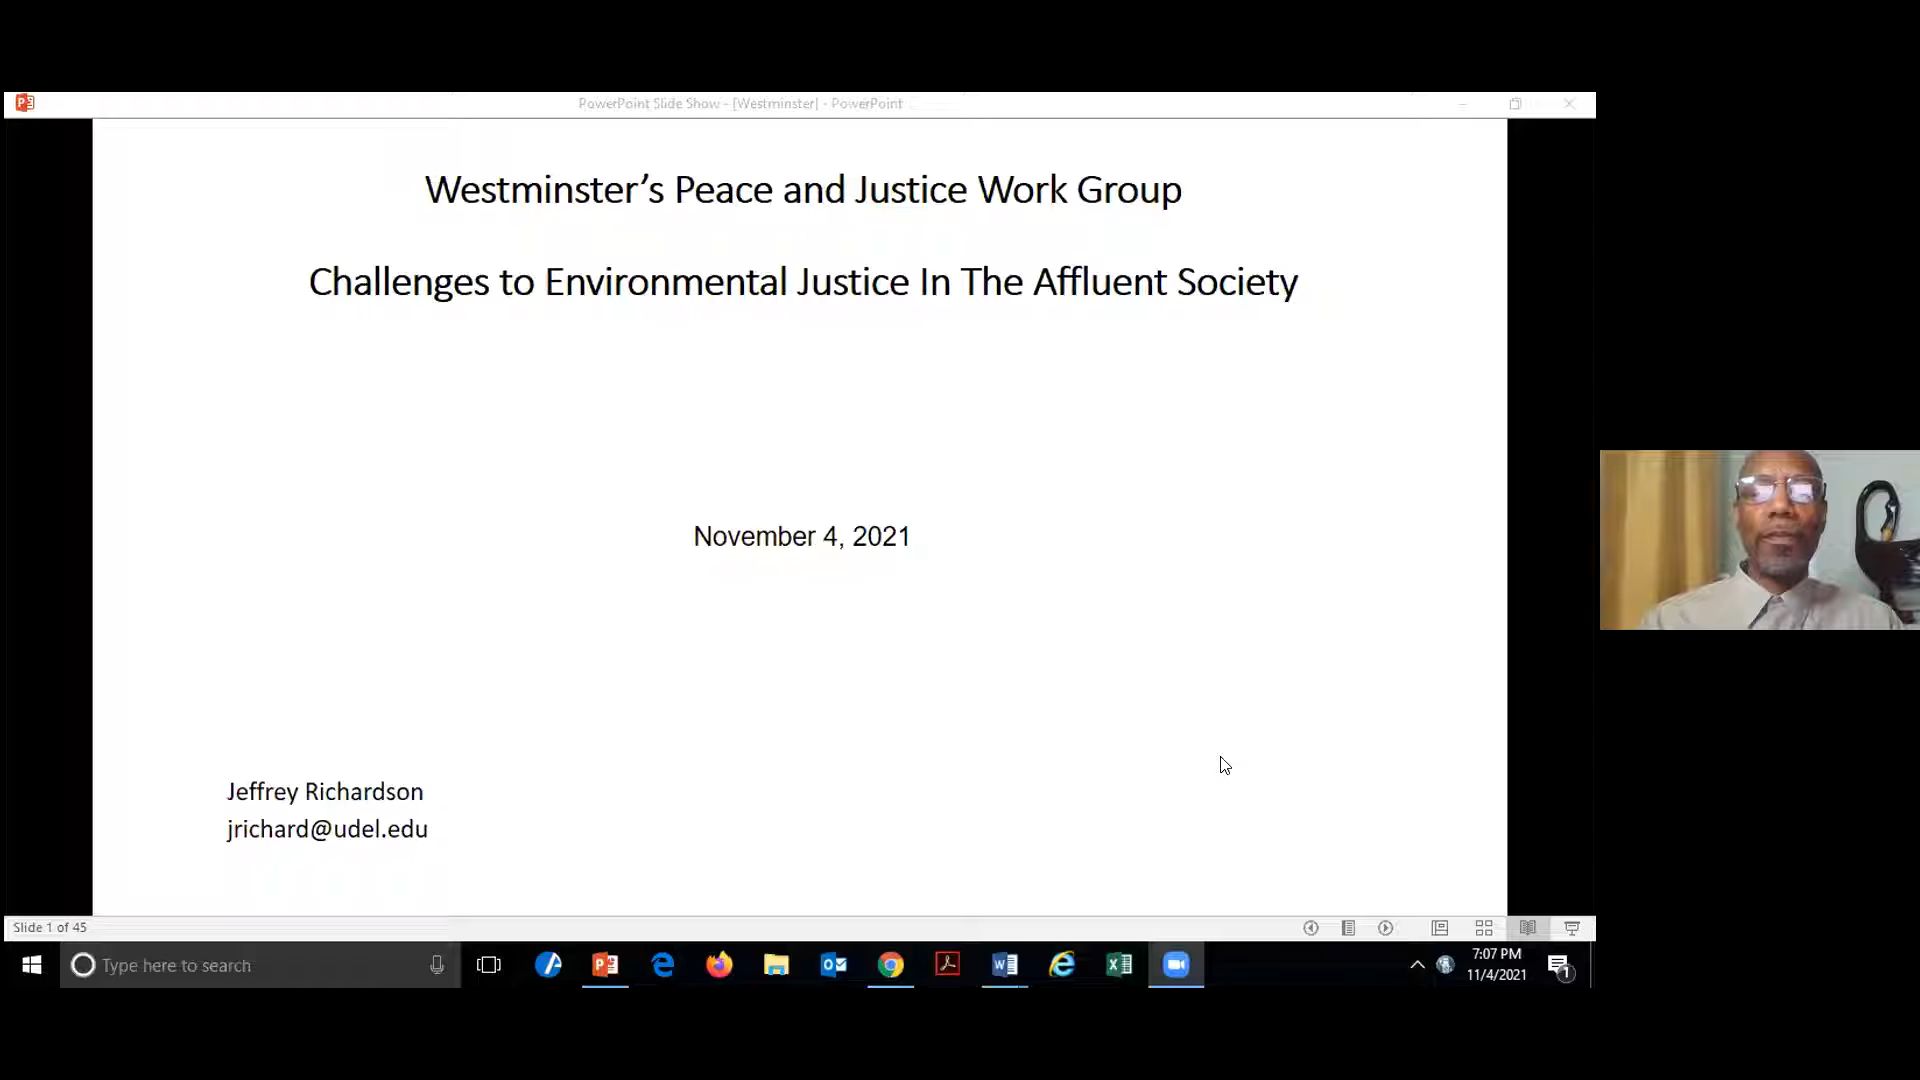 PowerPoint Slide Show - [Westminster] - PowerPoint
Westminster’s Peace and Justice Work Group
Challenges to Environmental Justice In The Affluent Society
November 4, 2021
Jeffrey Richardson
jrichard@udel.edu
Slide 1 of 45
Type here to search
7:07 PM
11/4/2021
1